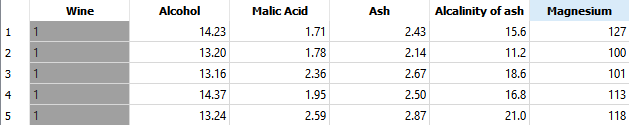 Wine Alcohol Malic Acid Ash Alcalinity of ash Magnesium
1 1 14.23 1.71 2.43 15.6 127
2 1 13.20 1.78 2.14 11.2 100
3 1 13.16 2.36 2.67 18.6 101
4 1 14.37 1.95 2.50 16.8 113
5 1 13.24 2.59 2.87 21.0 118